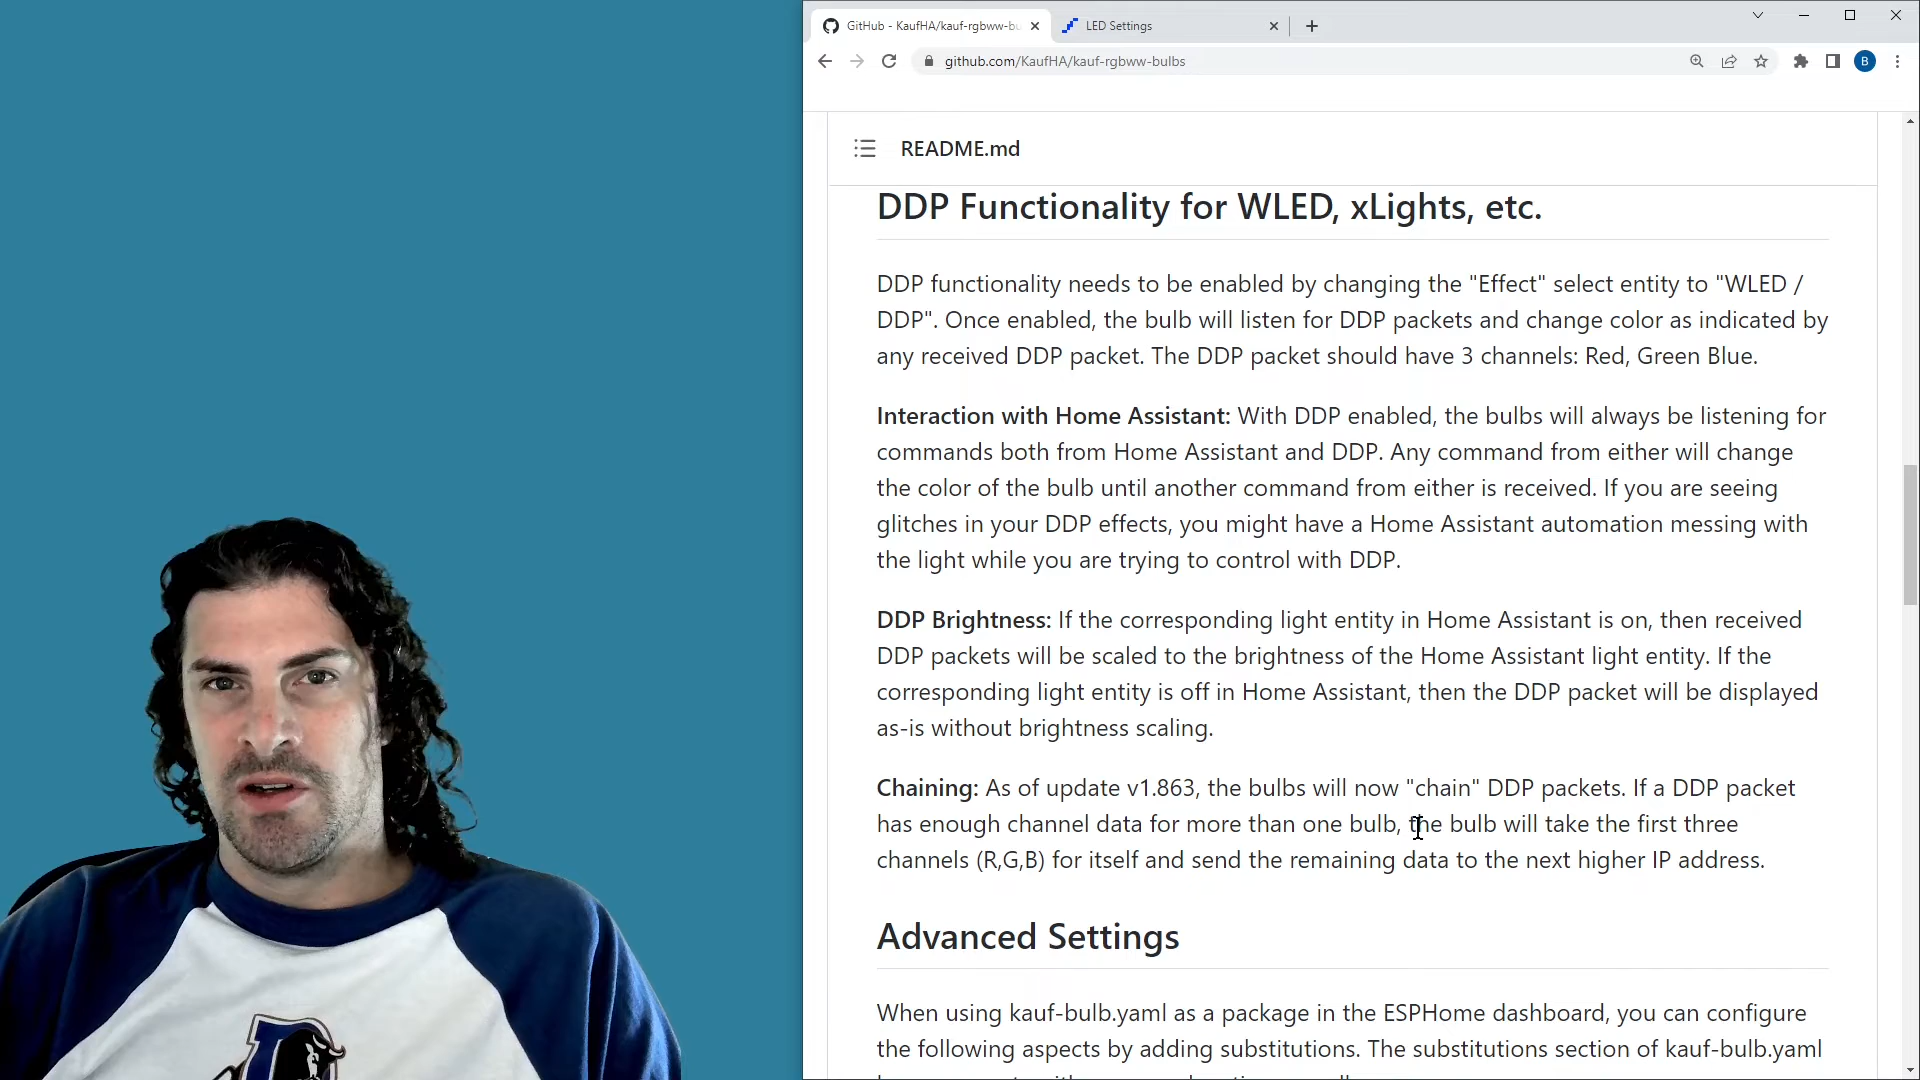 GitHub - KaufHA/kauf-rgbww-bu
LED Settings
github.com/KaufHA/kauf-rgbww-bulbs
B
README.md
DDP Functionality for WLED, xLights, etc.
DDP functionality needs to be enabled by changing the "Effect" select entity to "WLED /
DDP". Once enabled, the bulb will listen for DDP packets and change color as indicated by
any received DDP packet. The DDP packet should have 3 channels: Red, Green Blue.
Interaction with Home Assistant: With DDP enabled, the bulbs will always be listening for
commands both from Home Assistant and DDP. Any command from either will change
the color of the bulb until another command from either is received. If you are seeing
glitches in your DDP effects, you might have a Home Assistant automation messing with
the light while you are trying to control with DDP.
DDP Brightness: If the corresponding light entity in Home Assistant is on, then received
DDP packets will be scaled to the brightness of the Home Assistant light entity. If the
corresponding light entity is off in Home Assistant, then the DDP packet will be displayed
as-is without brightness scaling.
Chaining: As of update v1.863, the bulbs will now "chain" DDP packets. If a DDP packet
has enough channel data for more than one bulb, the bulb will take the first three
channels (R,G,B) for itself and send the remaining data to the next higher IP address.
Advanced Settings
When using kauf-bulb.yaml as a package in the ESPHome dashboard, you can configure
the following aspects by adding substitutions. The substitutions section of kauf-bulb.yaml